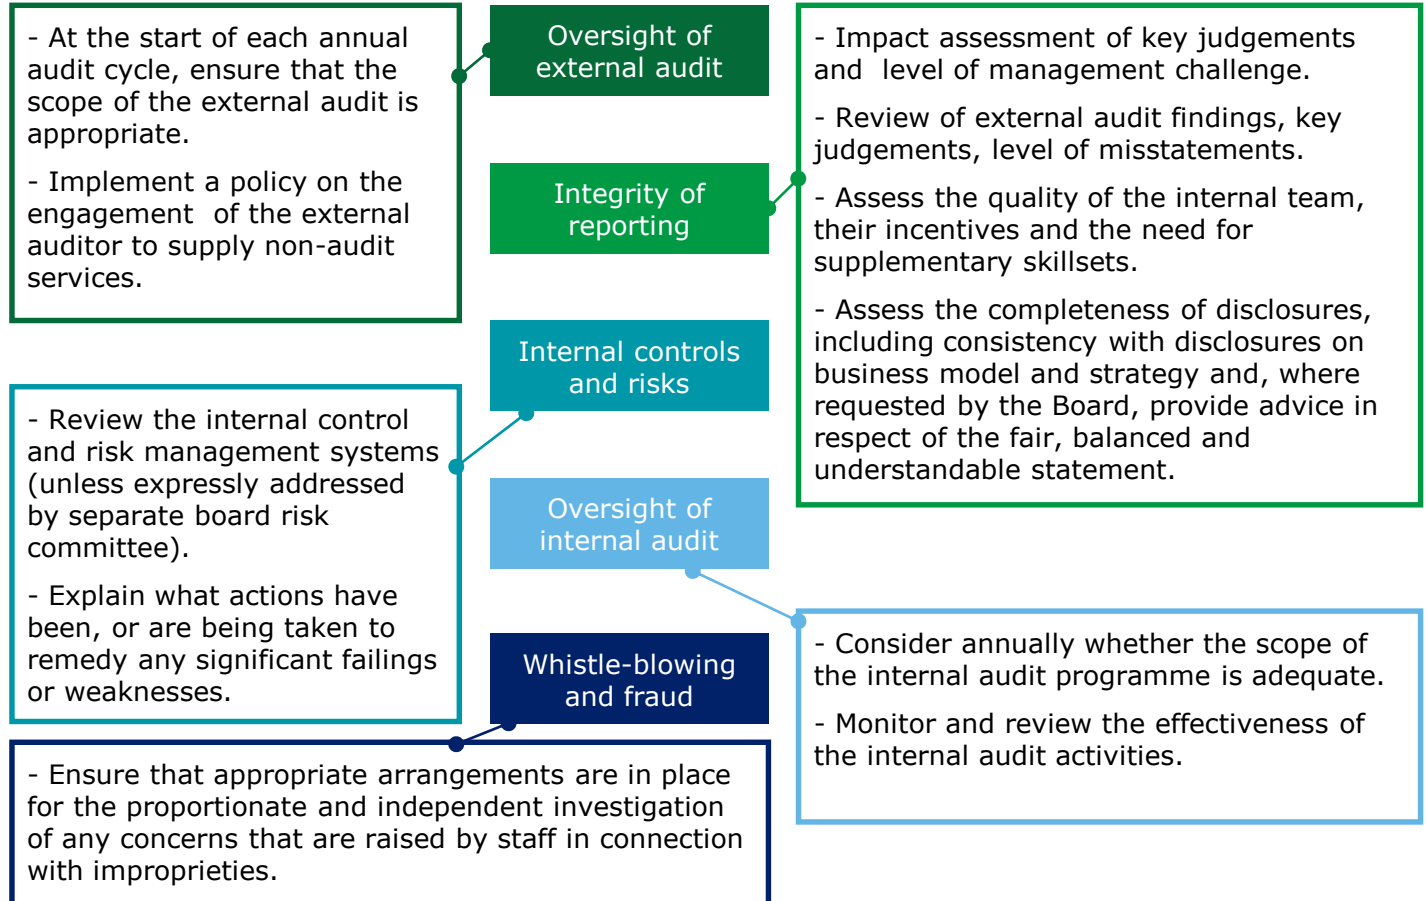 - At the start of each annual
audit cycle, ensure that the
scope of the external audit is
appropriate.
- Implement a policy on the
engagement  of the external
auditor to supply non-audit
services.
Oversight of
external audit
- Impact assessment of key judgements
and  level of management challenge.
- Review of external audit findings, key
judgements, level of misstatements.
- Assess the quality of the internal team,
their incentives and the need for
supplementary skillsets.
- Assess the completeness of disclosures,
including consistency with disclosures on
business model and strategy and, where
requested by the Board, provide advice in
respect of the fair, balanced and
understandable statement.
Integrity of
reporting
Internal controls
and risks
- Review the internal control
and risk management systems
(unless expressly addressed
by separate board risk
committee).
- Explain what actions have
been, or are being taken to
remedy any significant failings
or weaknesses.
Oversight of
internal audit
- Consider annually whether the scope of
the internal audit programme is adequate.
- Monitor and review the effectiveness of
the internal audit activities.
Whistle-blowing
and fraud
- Ensure that appropriate arrangements are in place
for the proportionate and independent investigation
of any concerns that are raised by staff in connection
with improprieties.